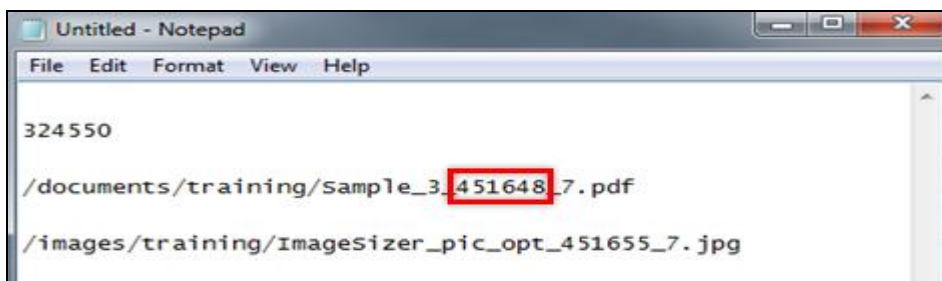 Untitled - Notepad
File Edit Format View Help
324550
/documents/training/Sample_3_451648_7.pdf
/images/training/ImageSizer_pic_opt_451655_7.jpg